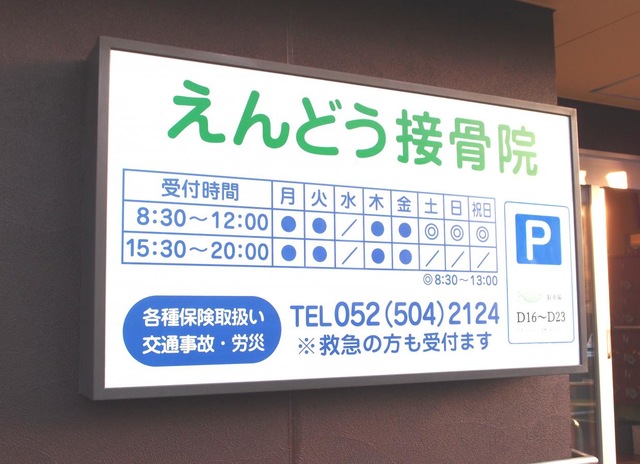 えんどう接骨院
受付時間 月 火 水 木 金 土 日 祝日
8:30～12:00 ● ● ／ ● ● ◎ ◎ ◎
15:30～20:00 ● ● ／ ● ● ／ ／ ／
◎8:30～13:00
P
D16～D23
各種保険取扱い
交通事故・労災
TEL052(504)2124
※救急の方も受付ます